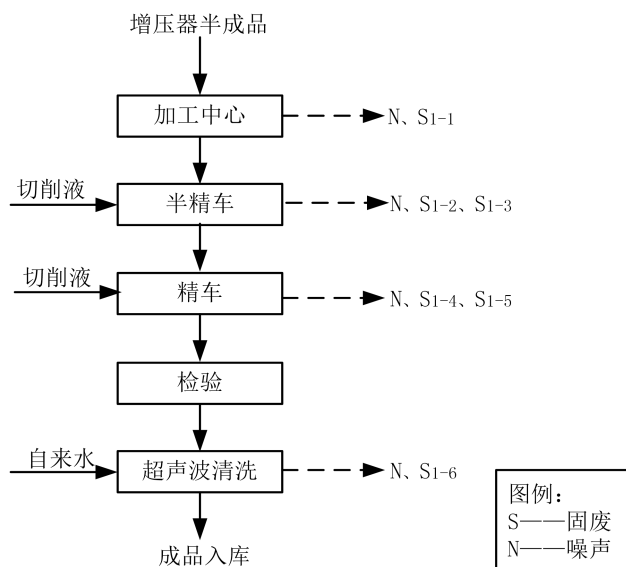 增压器半成品
加工中心
N、S1-1
切削液
半精车
N、S1-2、S1-3
切削液
精车
N、S1-4、S1-5
检验
自来水
超声波清洗
N、S1-6
成品入库
图例：
S——固废
N——噪声